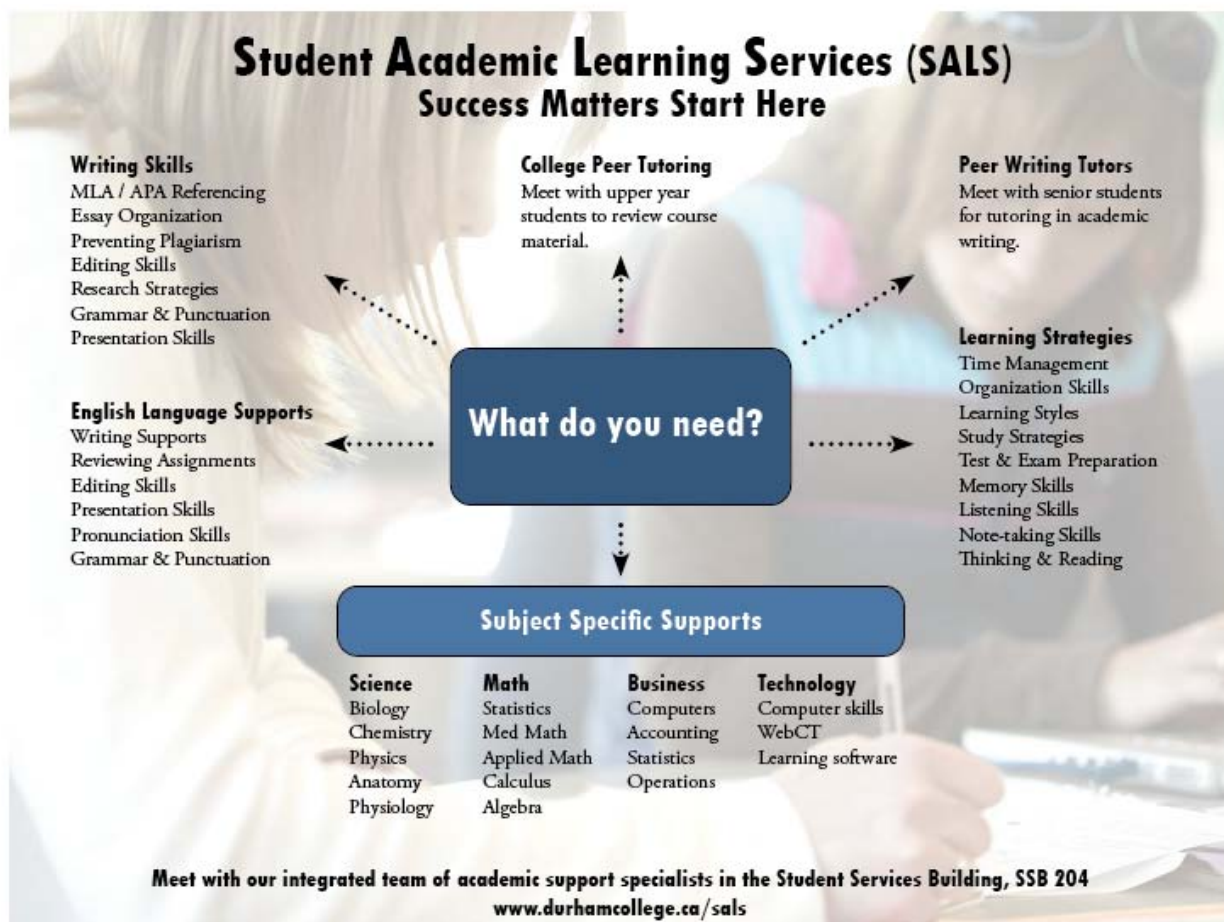 Student Academic Learning Services (SALS)
Success Matters Start Here
Writing Skills
MLA / APA Referencing
Essay Organization
Preventing Plagiarism
Editing Skills
Research Strategies
Grammar & Punctuation
Presentation Skills
College Peer Tutoring
Meet with upper year
students to review course
material.
Peer Writing Tutors
Meet with senior students
for tutoring in academic
writing.
English Language Supports
Writing Supports
Reviewing Assignments
Editing Skills
Presentation Skills
Pronunciation Skills
Grammar & Punctuation
What do you need?
Learning Strategies
Time Management
Organization Skills
Learning Styles
Study Strategies
Test & Exam Preparation
Memory Skills
Listening Skills
Note-taking Skills
Thinking & Reading
Subject Specific Supports
Science
Biology
Chemistry
Physics
Anatomy
Physiology
Math
Statistics
Med Math
Applied Math
Calculus
Algebra
Business
Computers
Accounting
Statistics
Operations
Technology
Computer skills
WebCT
Learning software
Meet with our integrated team of academic support specialists in the Student Services Building, SSB 204
www.durhamcollege.ca/sals